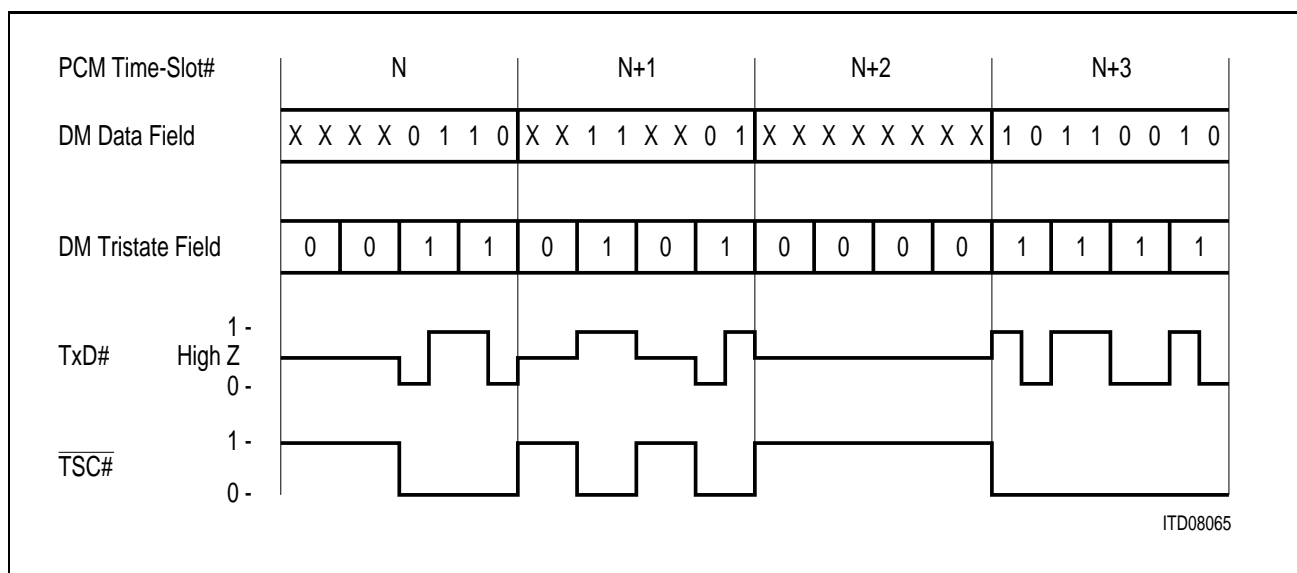 PCM Time-Slot# N N+1 N+2 N+3
DM Data Field X X X X 0 1 1 0 X X 1 1 X X 0 1 X X X X X X X X 1 0 1 1 0 0 1 0
DM Tristate Field 0 0 1 1 0 1 0 1 0 0 0 0 1 1 1 1
1 -
TxD# High Z
0 -
1 -
TSC#
0 -
ITD08065